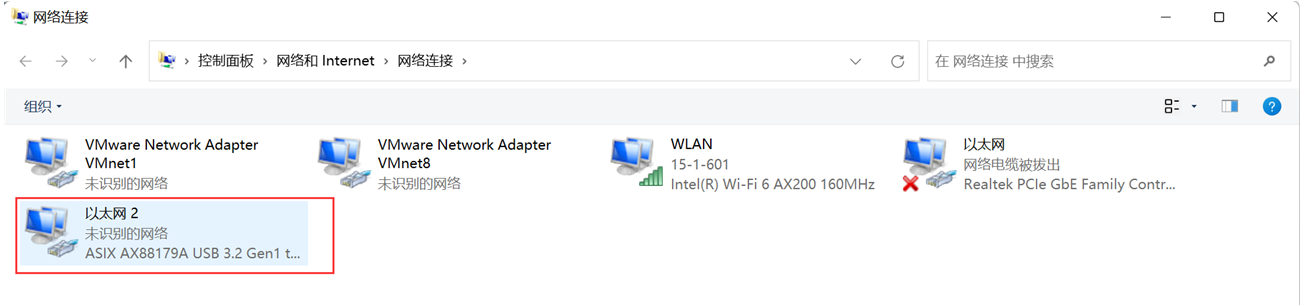 网络连接
控制面板 › 网络和 Internet › 网络连接 ›
在 网络连接 中搜索
组织
VMware Network Adapter
VMnet1
未识别的网络
VMware Network Adapter
VMnet8
未识别的网络
WLAN
15-1-601
Intel(R) Wi-Fi 6 AX200 160MHz
以太网
网络电缆被拔出
Realtek PCIe GbE Family Contr...
以太网 2
未识别的网络
ASIX AX88179A USB 3.2 Gen1 t...